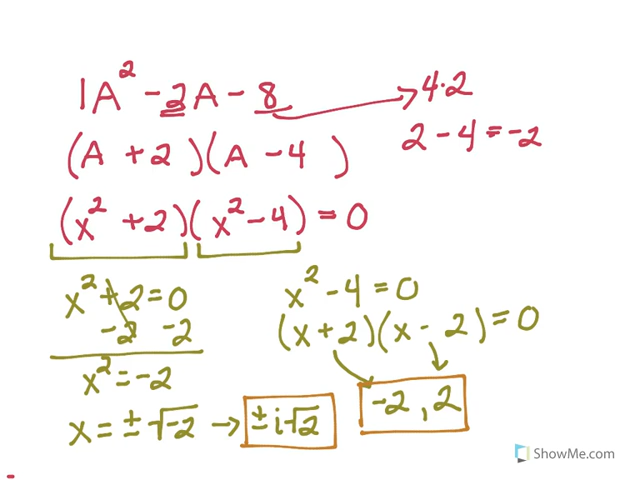 1A² - 2A - 8 → 4·2
(A + 2)(A - 4) 2 - 4 = -2
(x² + 2)(x² - 4) = 0
x² + 2 = 0
-2 -2
x² = -2
x = ± √-2 → ± i√2
x² - 4 = 0
(x + 2)(x - 2) = 0
-2, 2
ShowMe.com